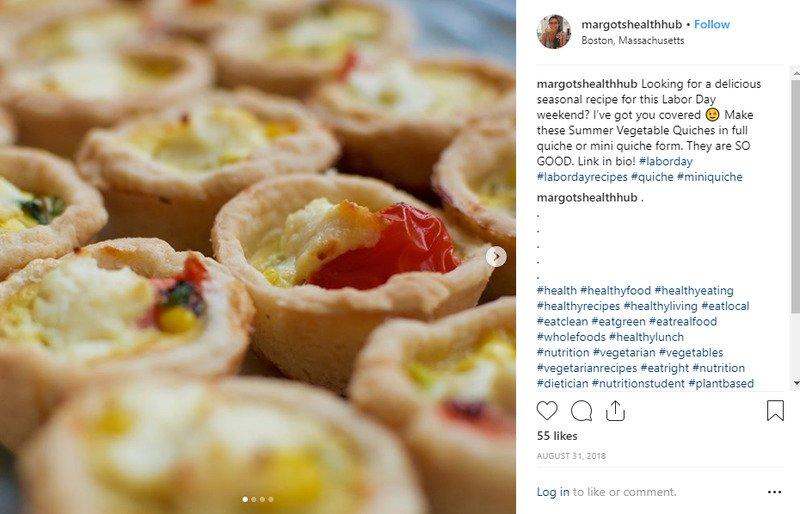 margotshealthhub • Follow
Boston, Massachusetts
margotshealthhub Looking for a delicious
seasonal recipe for this Labor Day
weekend? I've got you covered 😉 Make
these Summer Vegetable Quiches in full
quiche or mini quiche form. They are SO
GOOD. Link in bio! #laborday
#labordayrecipes #quiche #miniquiche
margotshealthhub .
.
.
.
.
.
#health #healthyfood #healthyeating
#healthyrecipes #healthyliving #eatlocal
#eatclean #eatgreen #eatrealfood
#wholefoods #healthylunch
#nutrition #vegetarian #vegetables
#vegetarianrecipes #eatright #nutrition
#dietician #nutritionstudent #plantbased
55 likes
AUGUST 31, 2018
Log in to like or comment.